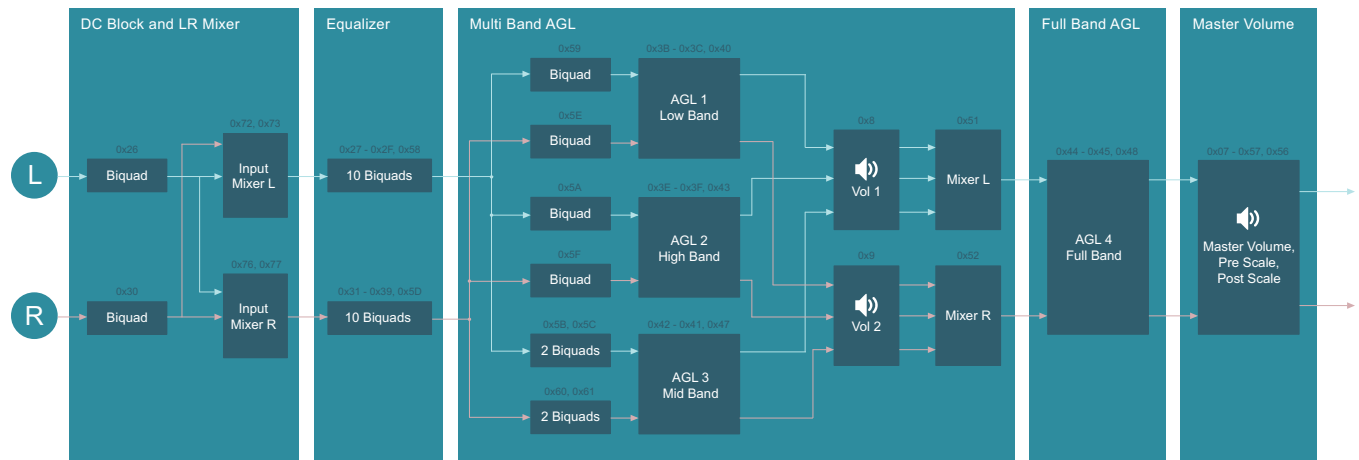 DC Block and LR Mixer
Equalizer
Multi Band AGL
Full Band AGL
Master Volume
L
R
0x26
Biquad
0x30
Biquad
0x72, 0x73
Input
Mixer L
0x76, 0x77
Input
Mixer R
0x27 - 0x2F, 0x58
10 Biquads
0x31 - 0x39, 0x5D
10 Biquads
0x59
Biquad
0x5E
Biquad
0x5A
Biquad
0x5F
Biquad
0x5B, 0x5C
2 Biquads
0x60, 0x61
2 Biquads
0x3B - 0x3C, 0x40
AGL 1
Low Band
0x3E - 0x3F, 0x43
AGL 2
High Band
0x42 - 0x41, 0x47
AGL 3
Mid Band
0x8
Vol 1
0x9
Vol 2
0x51
Mixer L
0x52
Mixer R
0x44 - 0x45, 0x48
AGL 4
Full Band
0x07 - 0x57, 0x56
Master Volume,
Pre Scale,
Post Scale